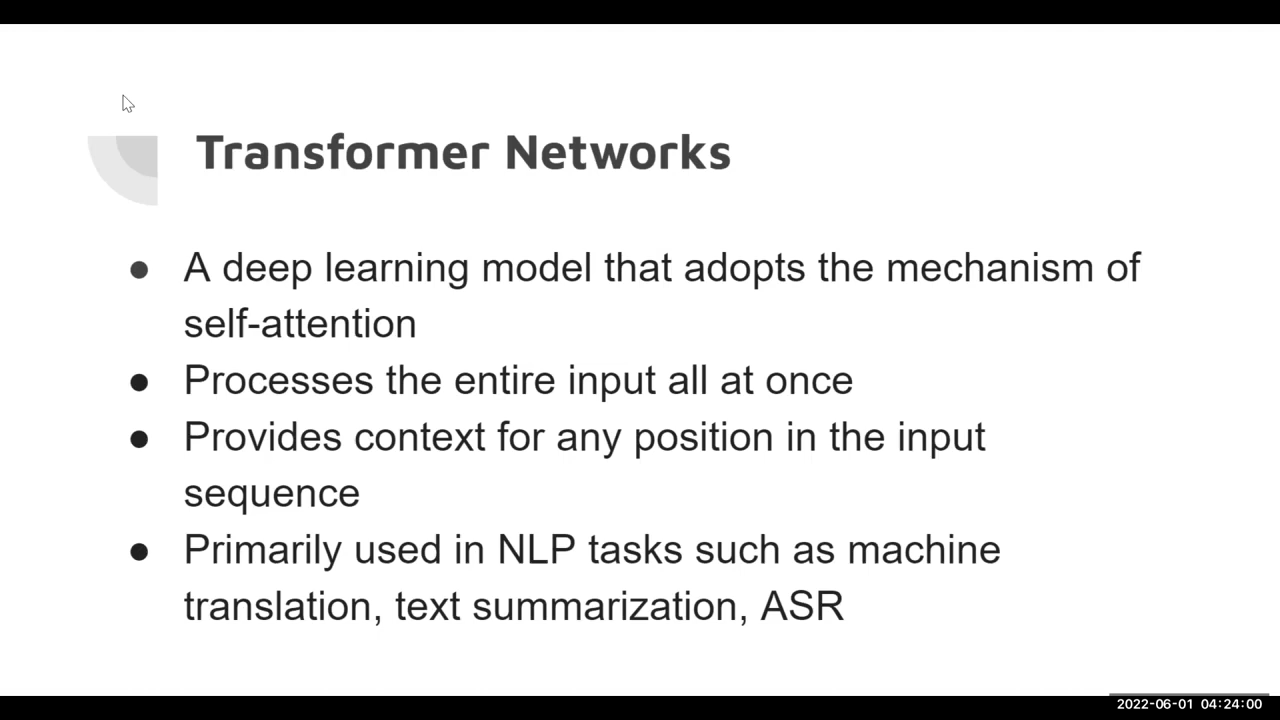 Transformer Networks
● A deep learning model that adopts the mechanism of
self-attention
● Processes the entire input all at once
● Provides context for any position in the input
sequence
● Primarily used in NLP tasks such as machine
translation, text summarization, ASR
2022-06-01 04:24:00